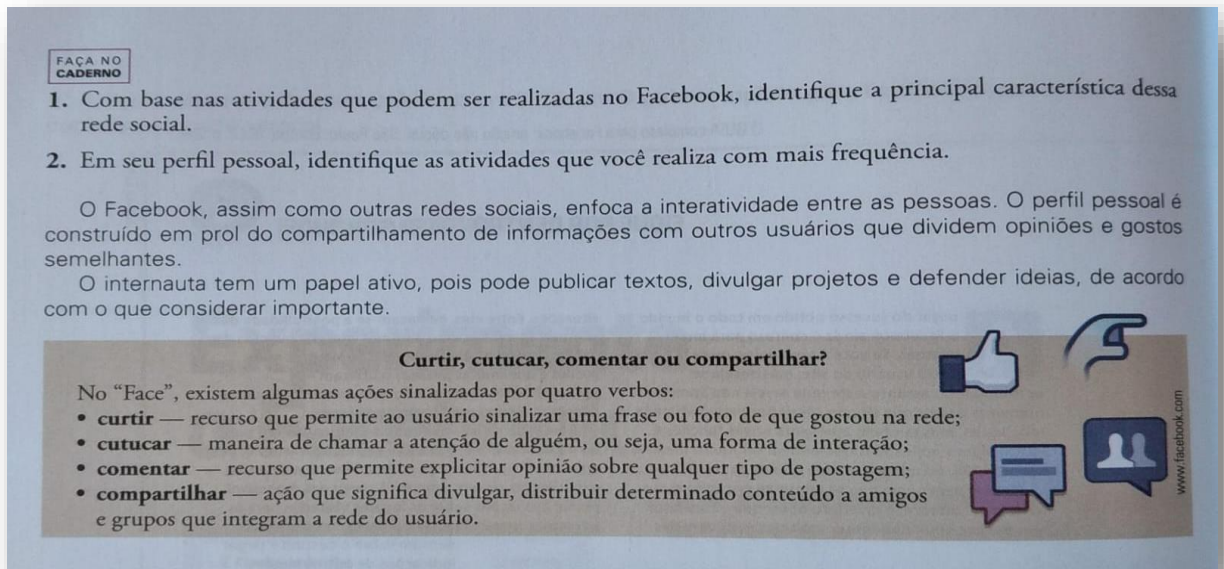 FAÇA NO
CADERNO
1. Com base nas atividades que podem ser realizadas no Facebook, identifique a principal característica dessa
rede social.
2. Em seu perfil pessoal, identifique as atividades que você realiza com mais frequência.
O Facebook, assim como outras redes sociais, enfoca a interatividade entre as pessoas. O perfil pessoal é
construído em prol do compartilhamento de informações com outros usuários que dividem opiniões e gostos
semelhantes.
O internauta tem um papel ativo, pois pode publicar textos, divulgar projetos e defender ideias, de acordo
com o que considerar importante.
Curtir, cutucar, comentar ou compartilhar?
No “Face”, existem algumas ações sinalizadas por quatro verbos:
• curtir — recurso que permite ao usuário sinalizar uma frase ou foto de que gostou na rede;
• cutucar — maneira de chamar a atenção de alguém, ou seja, uma forma de interação;
• comentar — recurso que permite explicitar opinião sobre qualquer tipo de postagem;
• compartilhar — ação que significa divulgar, distribuir determinado conteúdo a amigos
e grupos que integram a rede do usuário.
www.facebook.com